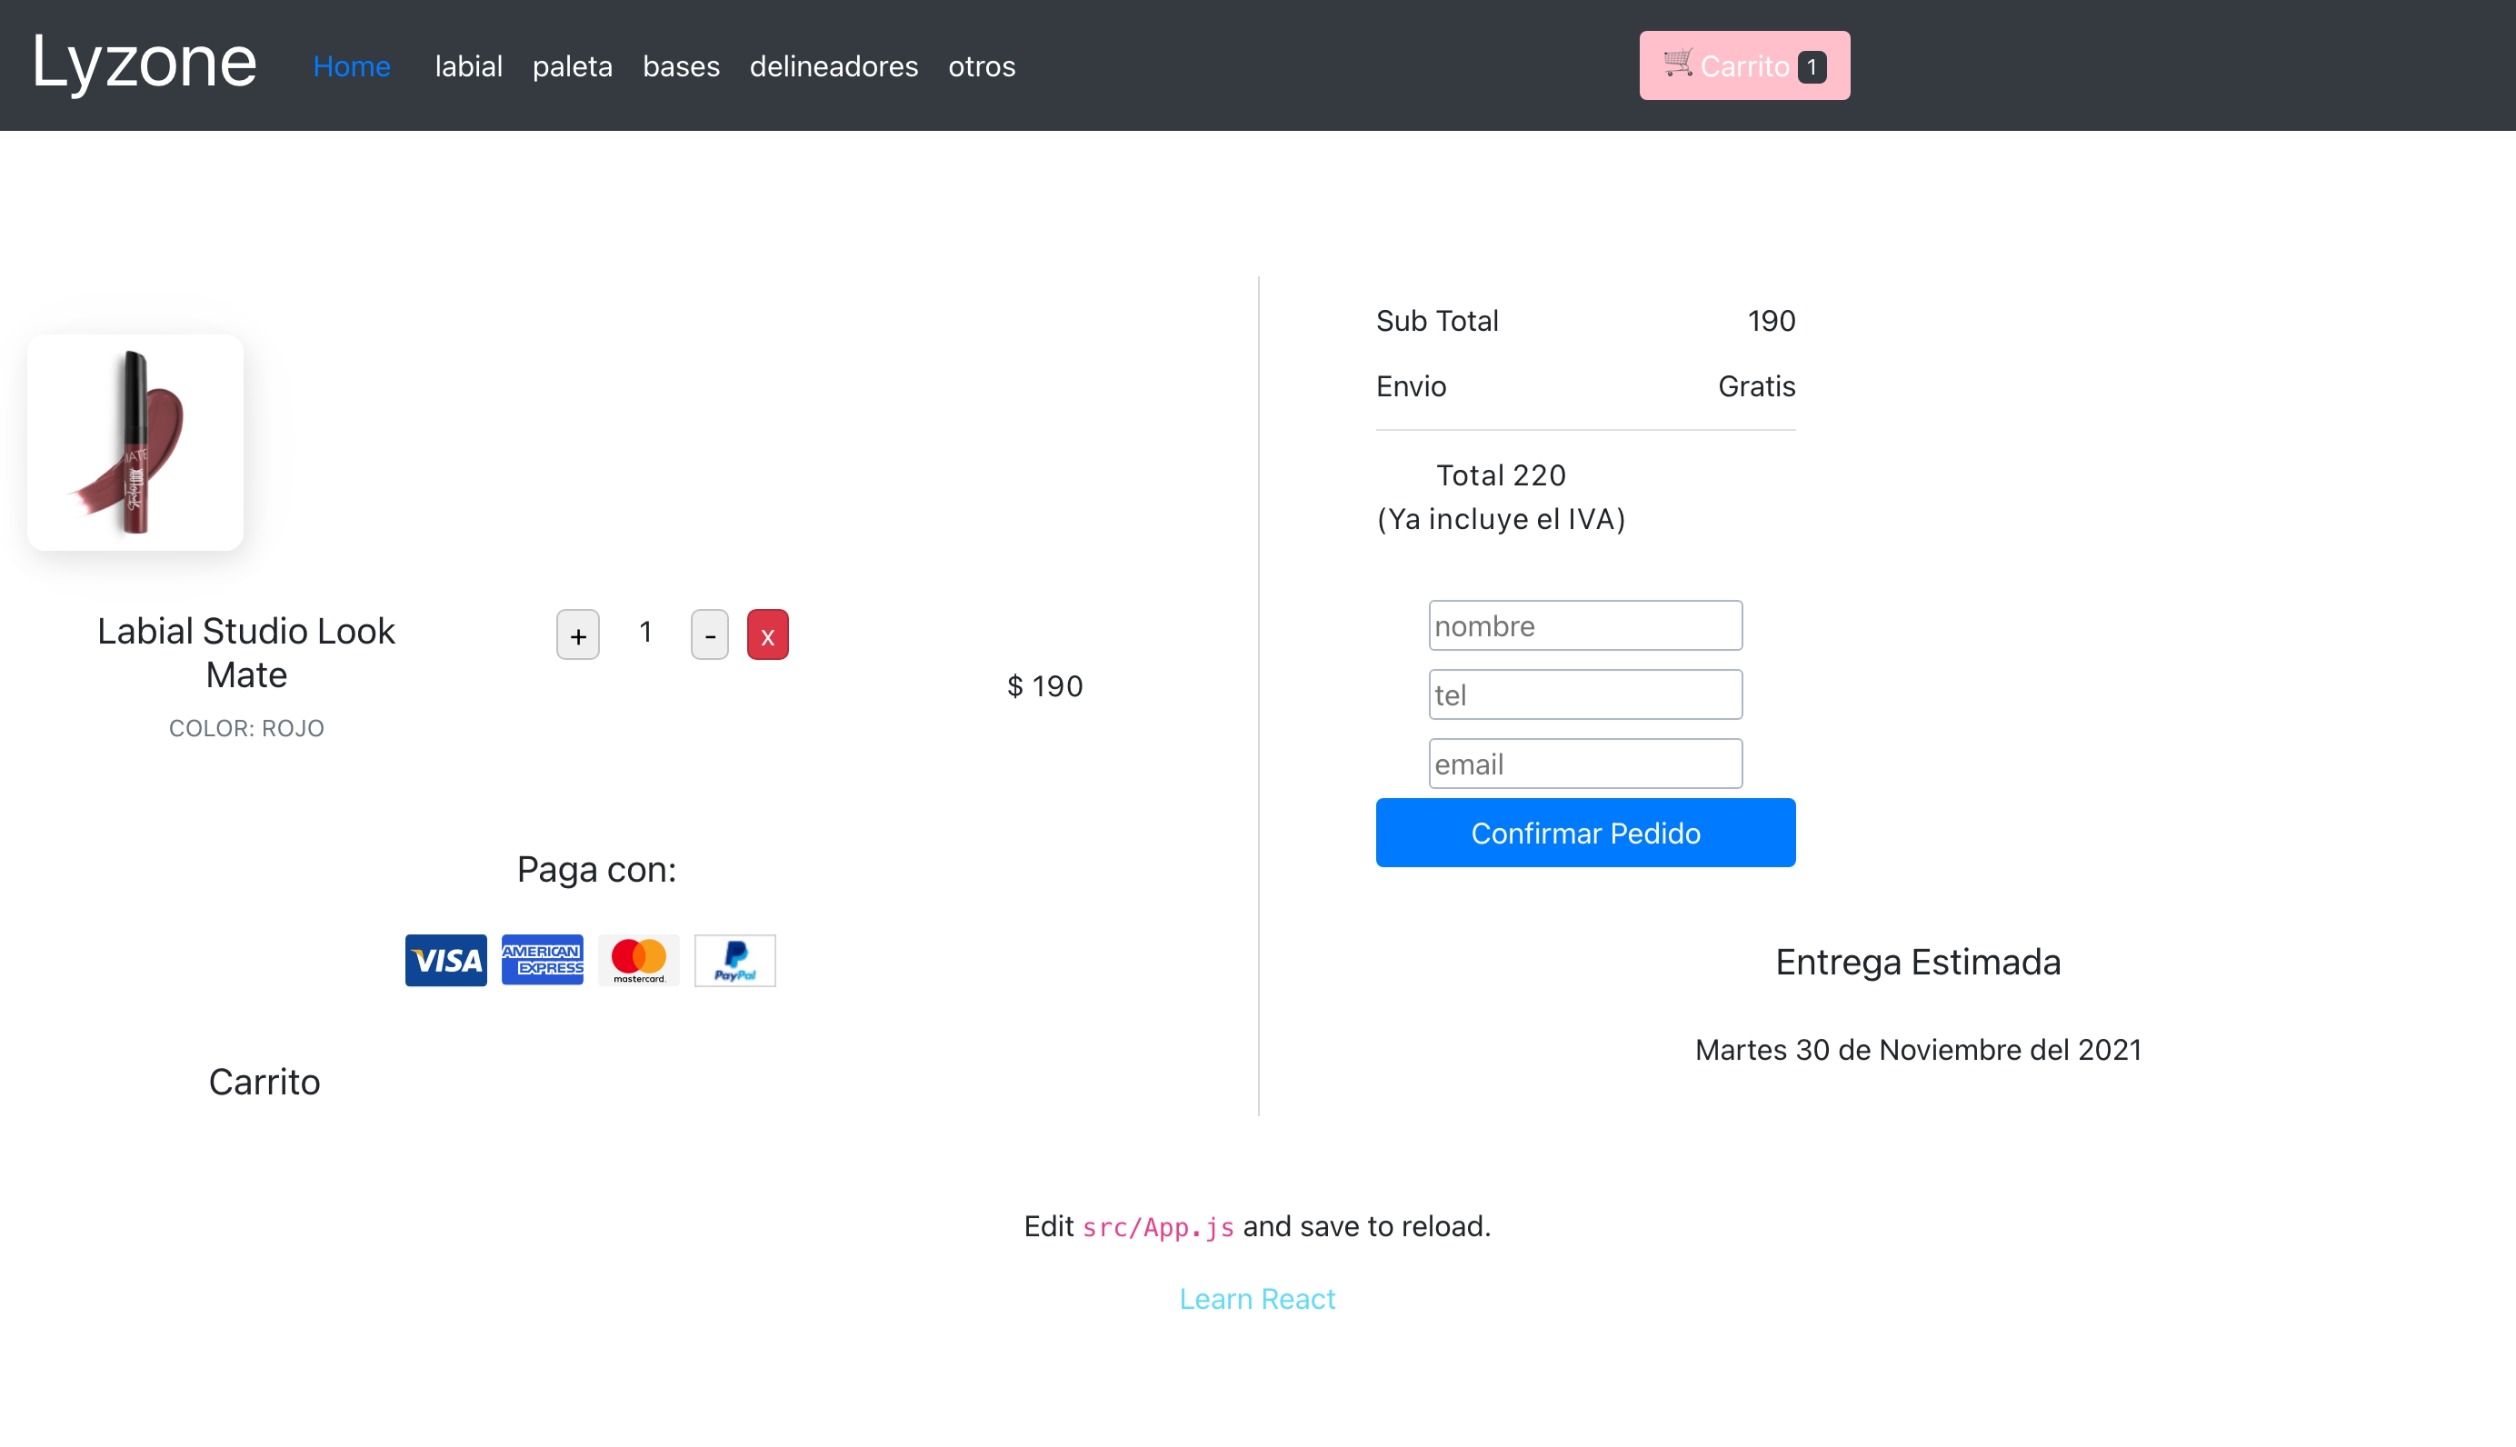 Lyzone Home labial paleta bases delineadores otros Carrito 1
MATE
Studio Look
Labial Studio Look
Mate
COLOR: ROJO
+ 1 - x
$ 190
Paga con:
VISA AMERICAN EXPRESS mastercard. PayPal
Carrito
Sub Total 190
Envio Gratis
Total 220
(Ya incluye el IVA)
nombre
tel
email
Confirmar Pedido
Entrega Estimada
Martes 30 de Noviembre del 2021
Edit src/App.js and save to reload.
Learn React